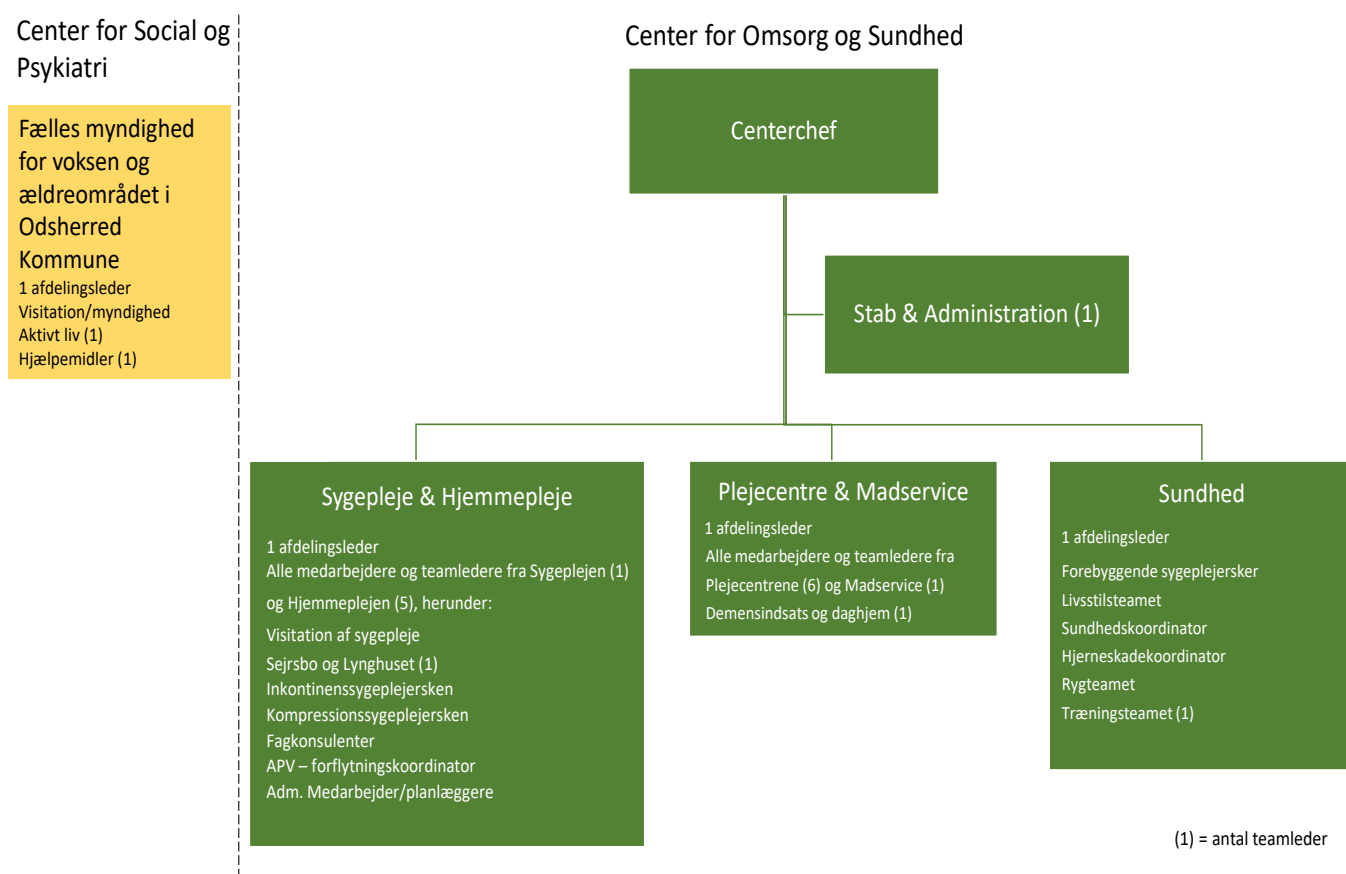 Center for Social og
Psykiatri
Fælles myndighed
for voksen og
ældreområdet i
Odsherred
Kommune
1 afdelingsleder
Visitation/myndighed
Aktivt liv (1)
Hjælpemidler (1)
Center for Omsorg og Sundhed
Centerchef
Stab & Administration (1)
Sygepleje & Hjemmepleje
1 afdelingsleder
Alle medarbejdere og teamledere fra Sygeplejen (1)
og Hjemmeplejen (5), herunder:
Visitation af sygepleje
Sejrsbo og Lynghuset (1)
Inkontinenssygeplejersken
Kompressionssygeplejersken
Fagkonsulenter
APV – forflytningskoordinator
Adm. Medarbejder/planlæggere
Plejecentre & Madservice
1 afdelingsleder
Alle medarbejdere og teamledere fra
Plejecentrene (6) og Madservice (1)
Demensindsats og daghjem (1)
Sundhed
1 afdelingsleder
Forebyggende sygeplejersker
Livsstilsteamet
Sundhedskoordinator
Hjerneskadekoordinator
Rygteamet
Træningsteamet (1)
(1) = antal teamleder